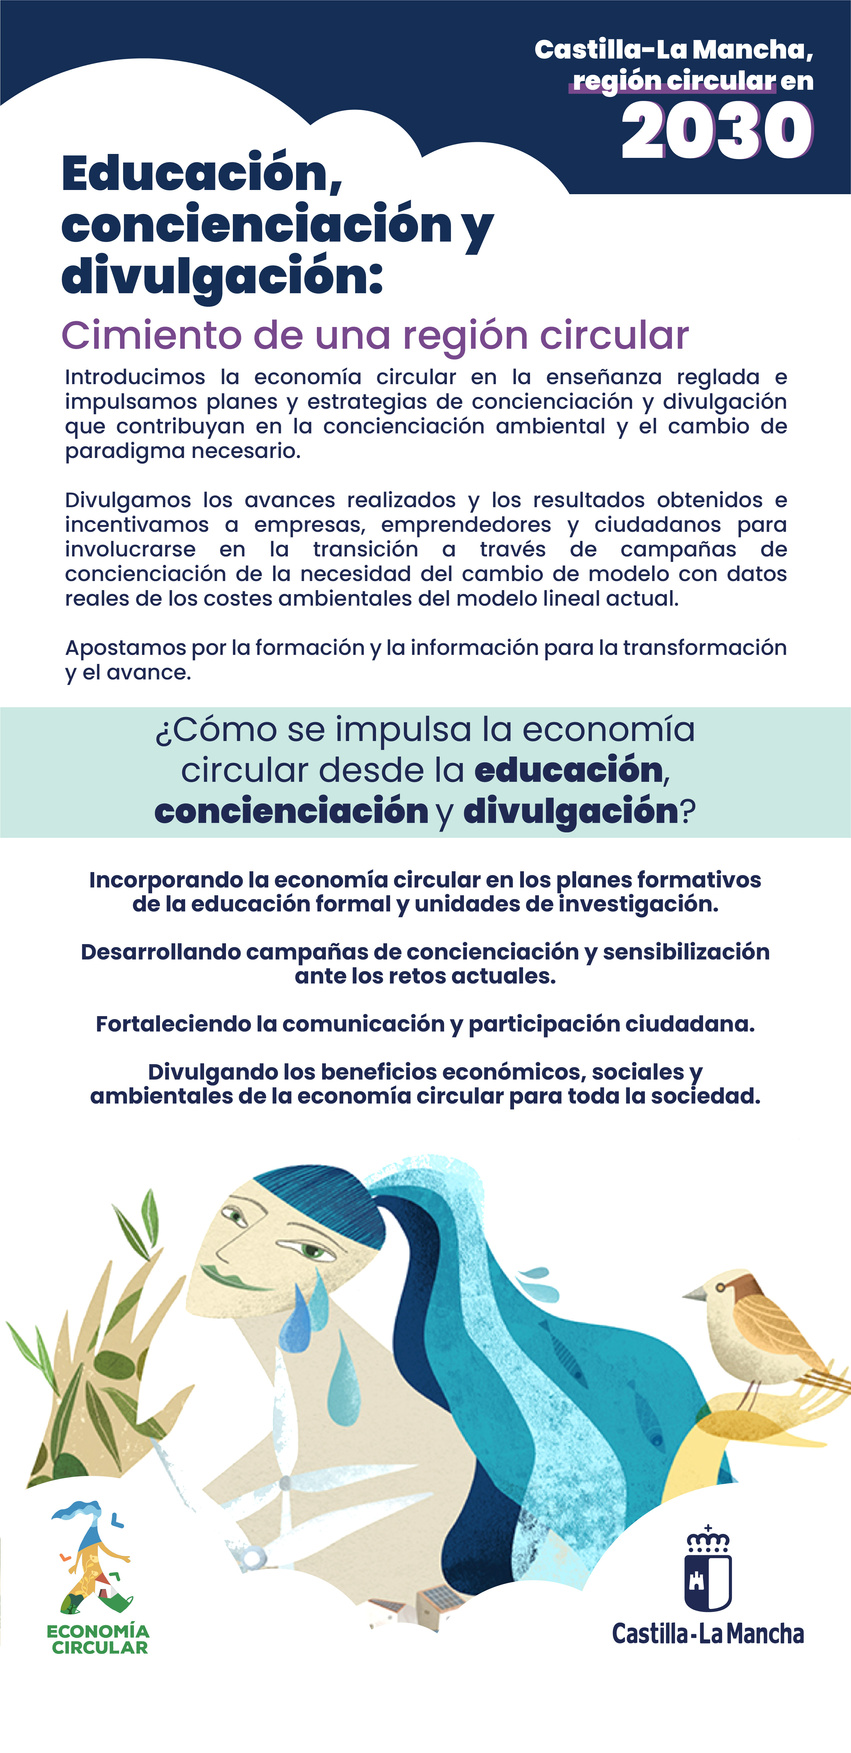 Castilla-La Mancha,
región circular en
2030
Educación,
concienciación y
divulgación:
Cimiento de una región circular
Introducimos la economía circular en la enseñanza reglada e
impulsamos planes y estrategias de concienciación y divulgación
que contribuyan en la concienciación ambiental y el cambio de
paradigma necesario.
Divulgamos los avances realizados y los resultados obtenidos e
incentivamos a empresas, emprendedores y ciudadanos para
involucrarse en la transición a través de campañas de
concienciación de la necesidad del cambio de modelo con datos
reales de los costes ambientales del modelo lineal actual.
Apostamos por la formación y la información para la transformación
y el avance.
¿Cómo se impulsa la economía
circular desde la educación,
concienciación y divulgación?
Incorporando la economía circular en los planes formativos
de la educación formal y unidades de investigación.
Desarrollando campañas de concienciación y sensibilización
ante los retos actuales.
Fortaleciendo la comunicación y participación ciudadana.
Divulgando los beneficios económicos, sociales y
ambientales de la economía circular para toda la sociedad.
ECONOMÍA
CIRCULAR
Castilla-La Mancha